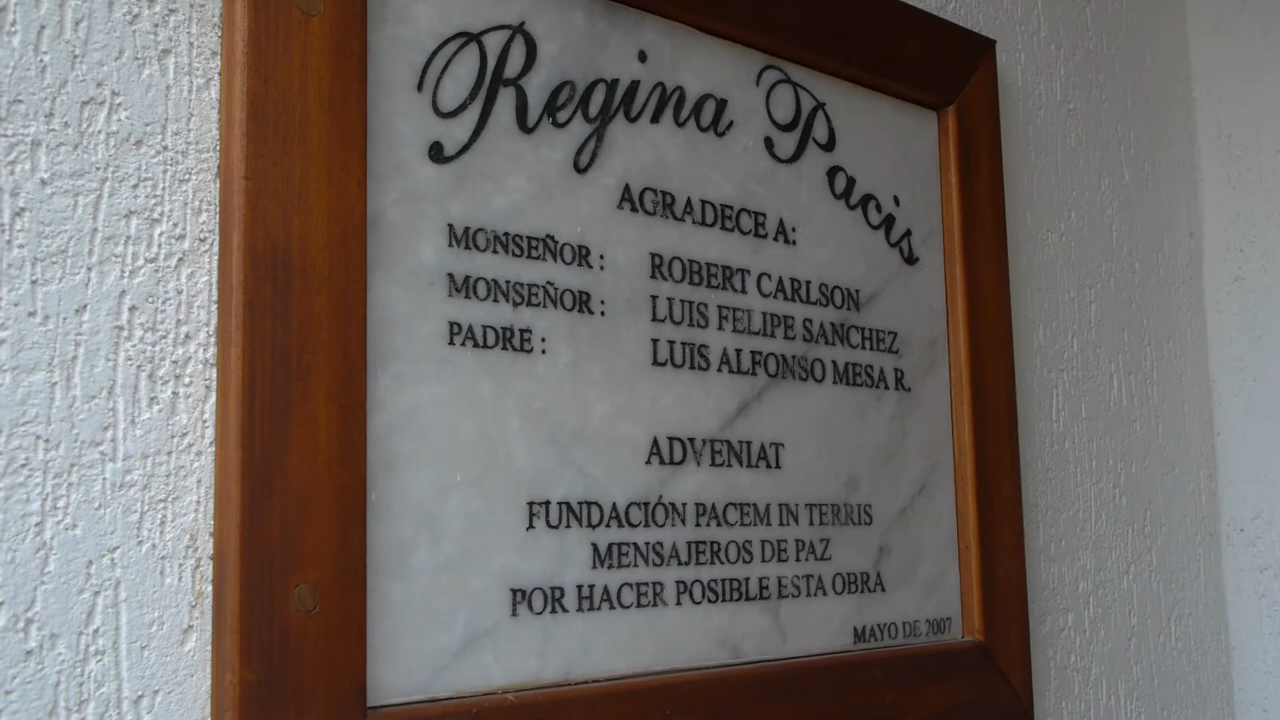 Regina Pacis
AGRADECE A:
MONSEÑOR : ROBERT CARLSON
MONSEÑOR : LUIS FELIPE SANCHEZ
PADRE : LUIS ALFONSO MESA R.
ADVENIAT
FUNDACIÓN PACEM IN TERRIS
MENSAJEROS DE PAZ
POR HACER POSIBLE ESTA OBRA
MAYO DE 2007